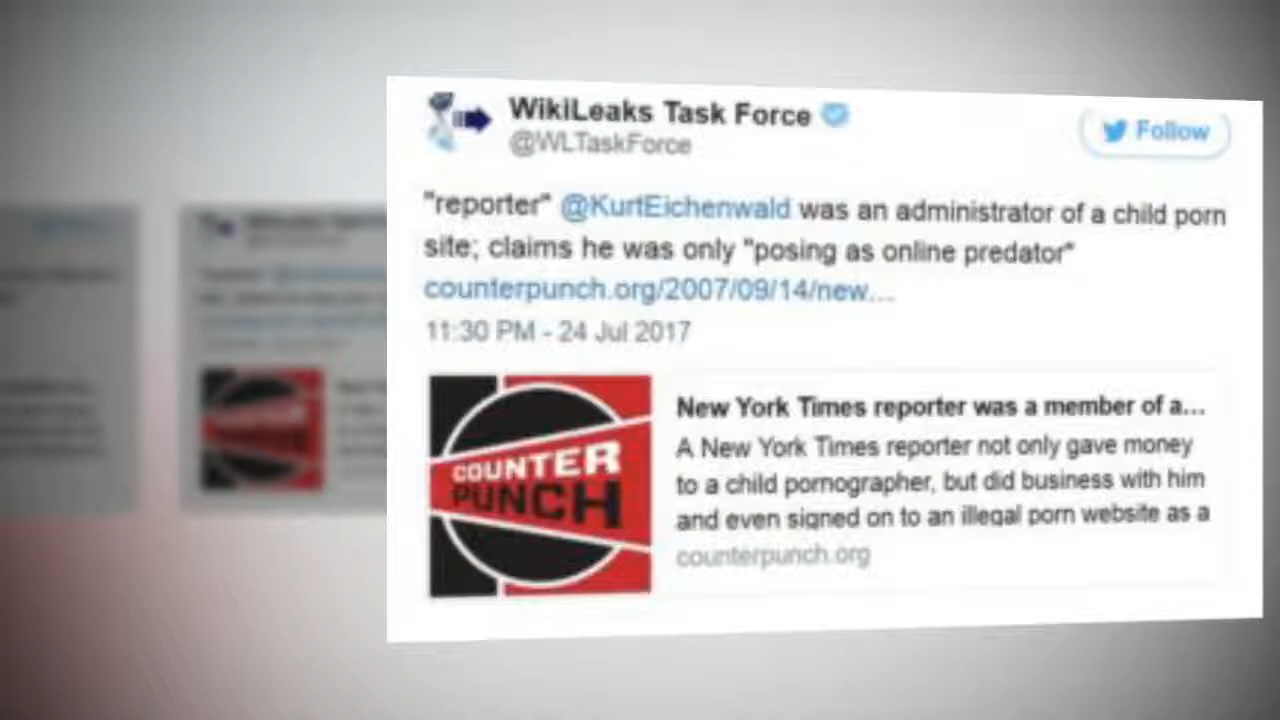 WikiLeaks Task Force
@WLTaskForce
Follow
"reporter" @KurtEichenwald was an administrator of a child porn
site; claims he was only "posing as online predator"
counterpunch.org/2007/09/14/new...
11:30 PM - 24 Jul 2017
COUNTER
PUNCH
New York Times reporter was a member of a...
A New York Times reporter not only gave money
to a child pornographer, but did business with him
and even signed on to an illegal porn website as a
counterpunch.org